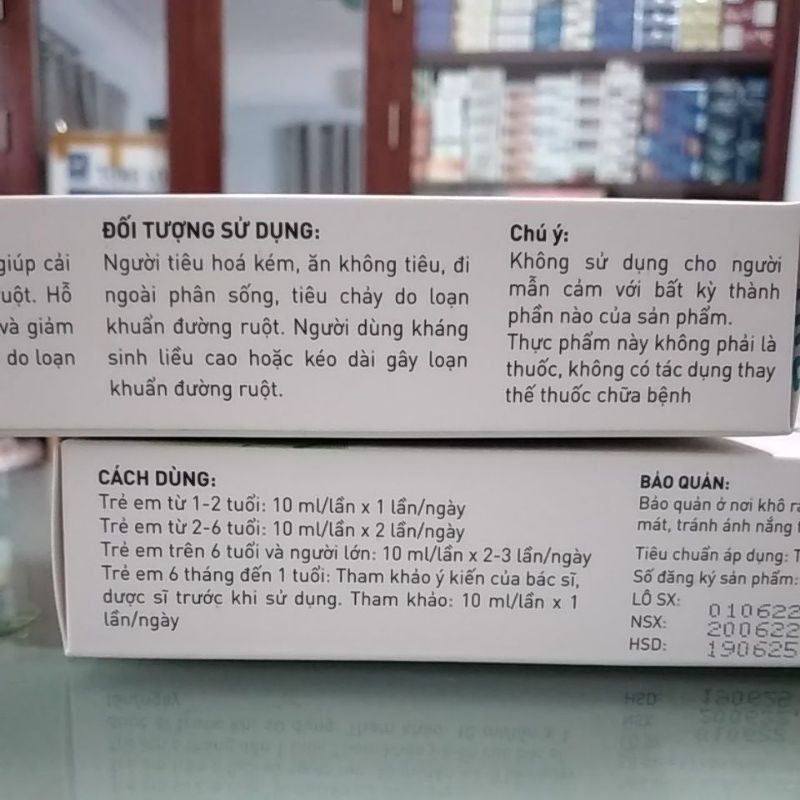 giúp cải
uột. Hỗ
và giảm
do loạn
ĐỐI TƯỢNG SỬ DỤNG:
Người tiêu hoá kém, ăn không tiêu, đi
ngoài phân sống, tiêu chảy do loạn
khuẩn đường ruột. Người dùng kháng
sinh liều cao hoặc kéo dài gây loạn
khuẩn đường ruột.
Chú ý:
Không sử dụng cho người
mẫn cảm với bất kỳ thành
phần nào của sản phẩm.
Thực phẩm này không phải là
thuốc, không có tác dụng thay
thế thuốc chữa bệnh
CÁCH DÙNG:
Trẻ em từ 1-2 tuổi: 10 ml/lần x 1 lần/ngày
Trẻ em từ 2-6 tuổi: 10 ml/lần x 2 lần/ngày
Trẻ em trên 6 tuổi và người lớn: 10 ml/lần x 2-3 lần/ngày
Trẻ em 6 tháng đến 1 tuổi: Tham khảo ý kiến của bác sĩ,
dược sĩ trước khi sử dụng. Tham khảo: 10 ml/lần x 1
lần/ngày
BẢO QUẢN:
Bảo quản ở nơi khô r
mát, tránh ánh nắng t
Tiêu chuẩn áp dụng: T
Số đăng ký sản phẩm:
LÔ SX: 010622
NSX: 200622
HSD: 190625